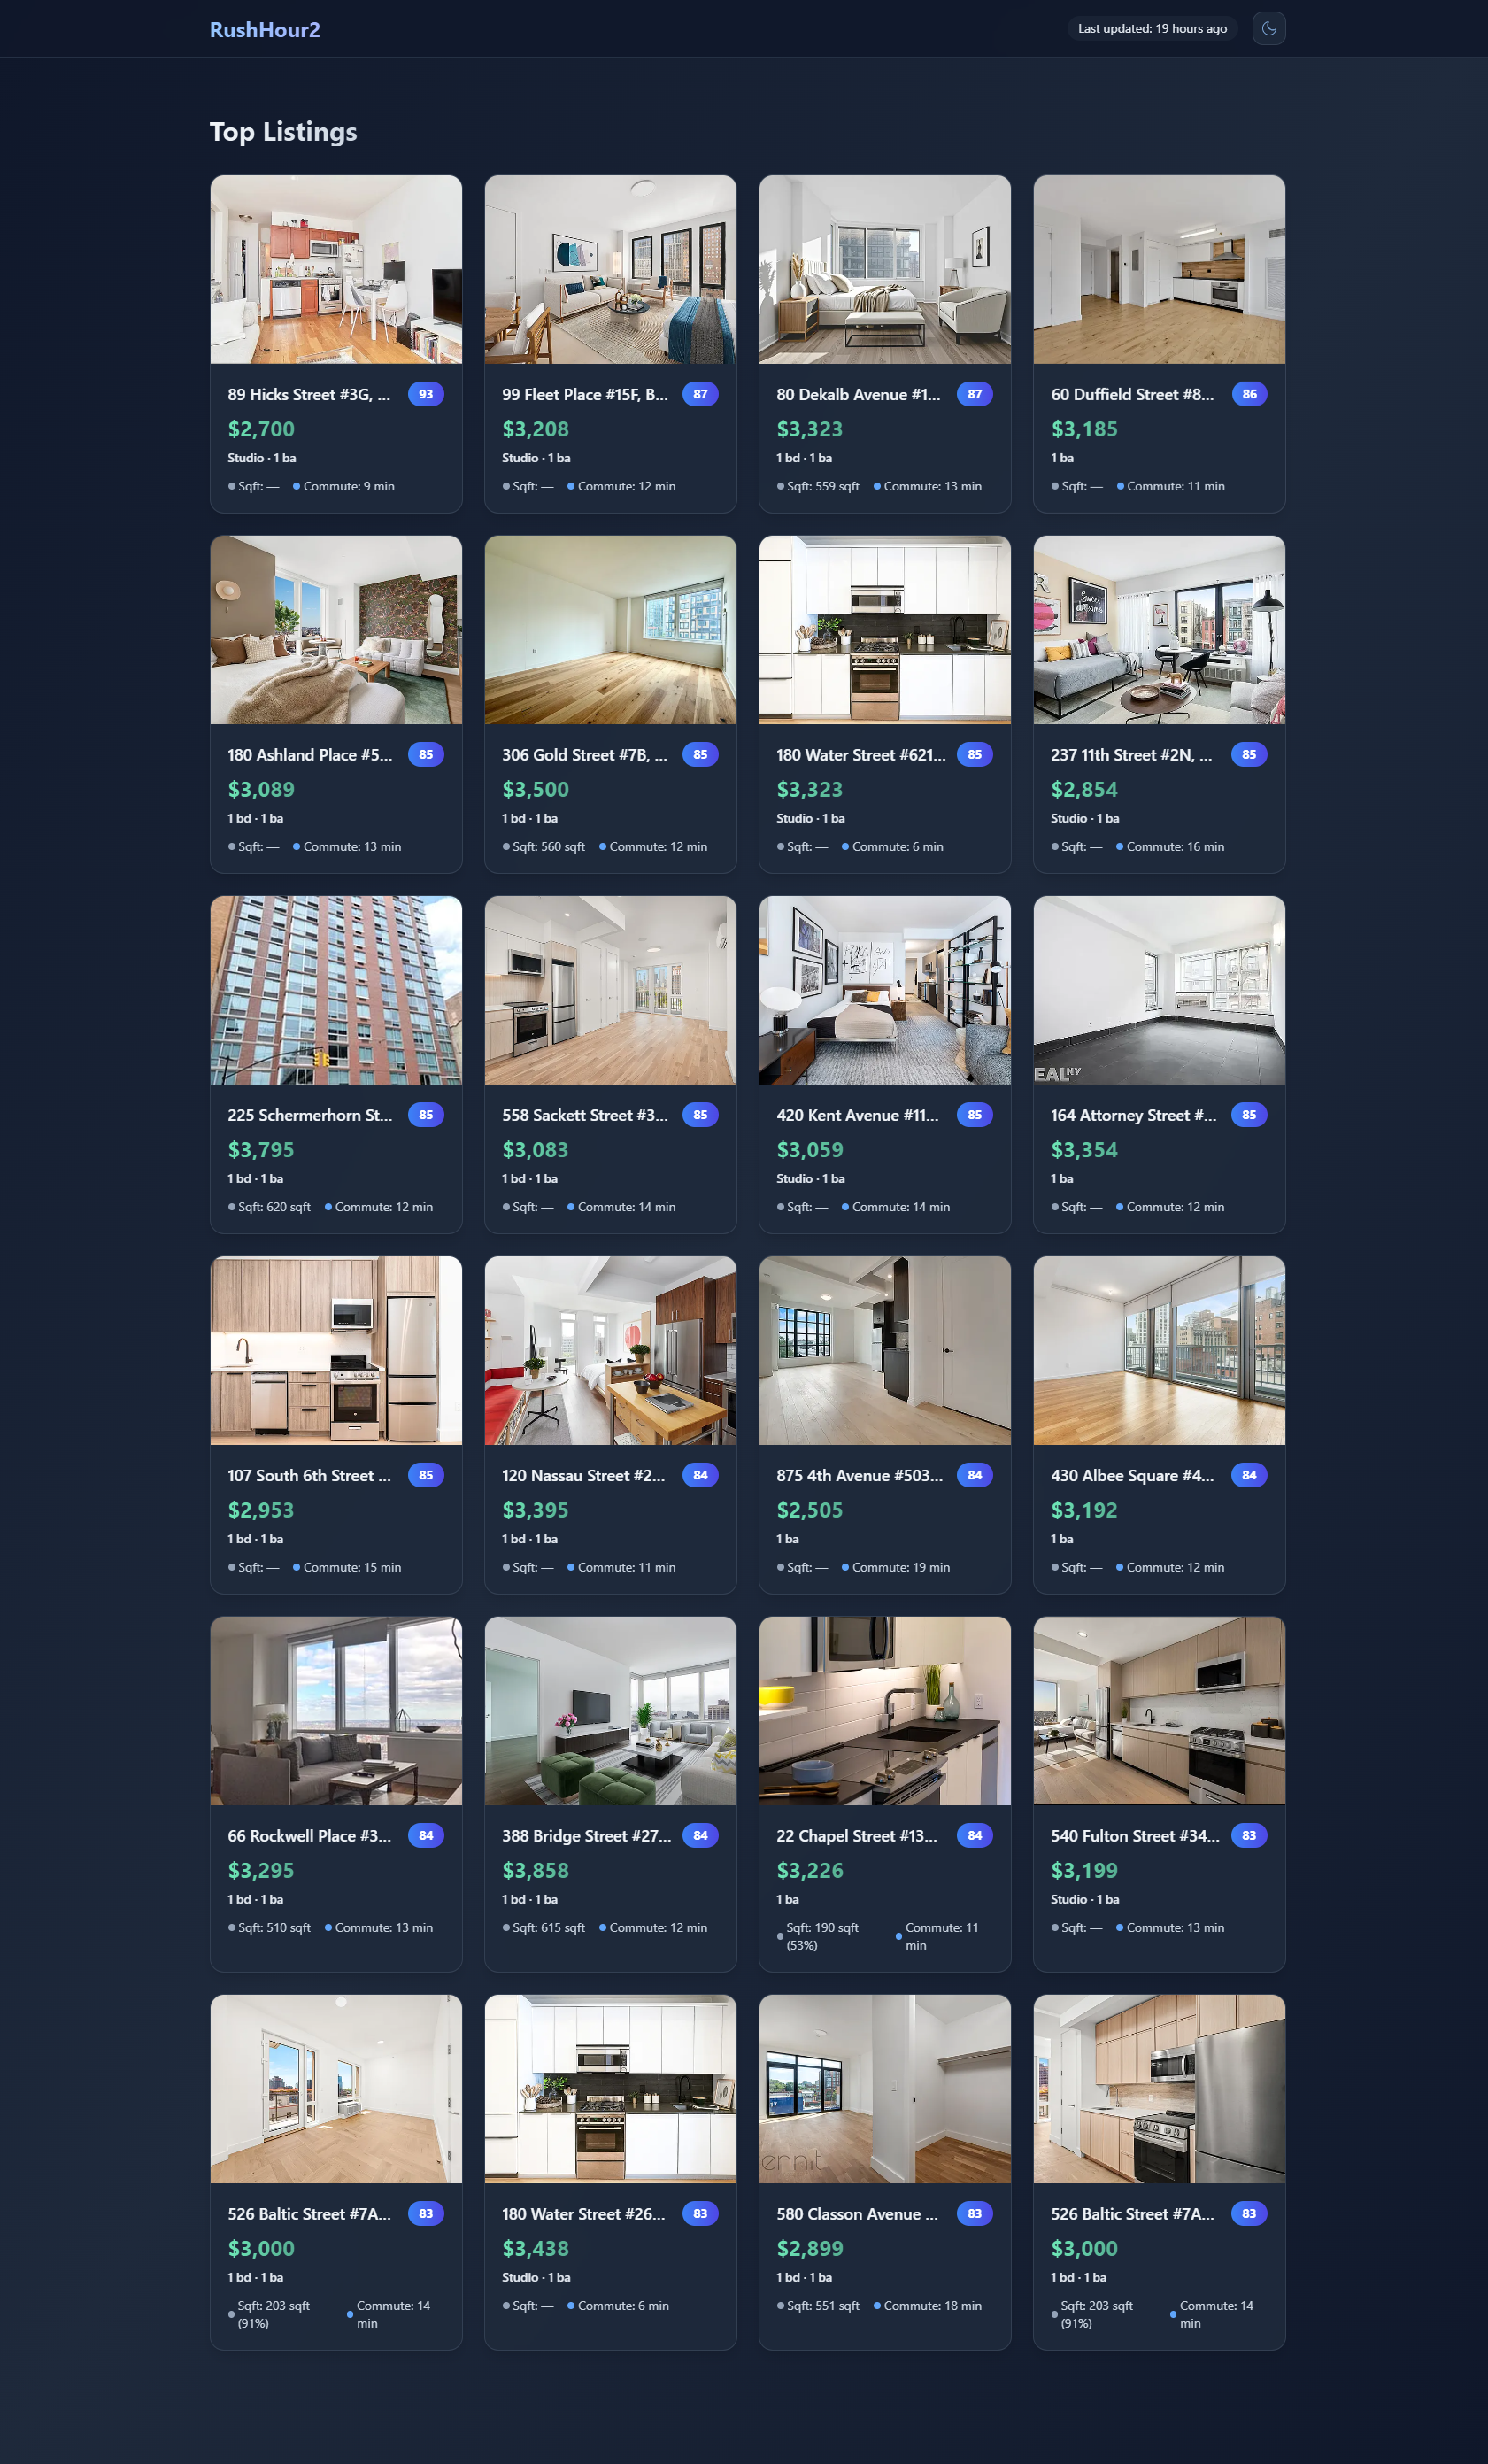 RushHour2
Last updated: 19 hours ago
Top Listings
89 Hicks Street #3G, ...
93
$2,700
Studio · 1 ba
Sqft: —
Commute: 9 min
99 Fleet Place #15F, B...
87
$3,208
Studio · 1 ba
Sqft: —
Commute: 12 min
80 Dekalb Avenue #1...
87
$3,323
1 bd · 1 ba
Sqft: 559 sqft
Commute: 13 min
60 Duffield Street #8...
86
$3,185
1 ba
Sqft: —
Commute: 11 min
Sweet
dreams
180 Ashland Place #5...
85
$3,089
1 bd · 1 ba
Sqft: —
Commute: 13 min
306 Gold Street #7B, ...
85
$3,500
1 bd · 1 ba
Sqft: 560 sqft
Commute: 12 min
180 Water Street #621...
85
$3,323
Studio · 1 ba
Sqft: —
Commute: 6 min
237 11th Street #2N, ...
85
$2,854
Studio · 1 ba
Sqft: —
Commute: 16 min
EAL NY
225 Schermerhorn St...
85
$3,795
1 bd · 1 ba
Sqft: 620 sqft
Commute: 12 min
558 Sackett Street #3...
85
$3,083
1 bd · 1 ba
Sqft: —
Commute: 14 min
420 Kent Avenue #11...
85
$3,059
Studio · 1 ba
Sqft: —
Commute: 14 min
164 Attorney Street #...
85
$3,354
1 ba
Sqft: —
Commute: 12 min
107 South 6th Street ...
85
$2,953
1 bd · 1 ba
Sqft: —
Commute: 15 min
120 Nassau Street #2...
84
$3,395
1 bd · 1 ba
Sqft: —
Commute: 11 min
875 4th Avenue #503...
84
$2,505
1 ba
Sqft: —
Commute: 19 min
430 Albee Square #4...
84
$3,192
1 ba
Sqft: —
Commute: 12 min
66 Rockwell Place #3...
84
$3,295
1 bd · 1 ba
Sqft: 510 sqft
Commute: 13 min
388 Bridge Street #27...
84
$3,858
1 bd · 1 ba
Sqft: 615 sqft
Commute: 12 min
22 Chapel Street #13...
84
$3,226
1 ba
Sqft: 190 sqft
(53%)
Commute: 11
min
540 Fulton Street #34...
83
$3,199
Studio · 1 ba
Sqft: —
Commute: 13 min
ennit
526 Baltic Street #7A...
83
$3,000
1 bd · 1 ba
Sqft: 203 sqft
(91%)
Commute: 14
min
180 Water Street #26...
83
$3,438
Studio · 1 ba
Sqft: —
Commute: 6 min
580 Classon Avenue ...
83
$2,899
1 bd · 1 ba
Sqft: 551 sqft
Commute: 18 min
526 Baltic Street #7A...
83
$3,000
1 bd · 1 ba
Sqft: 203 sqft
(91%)
Commute: 14
min